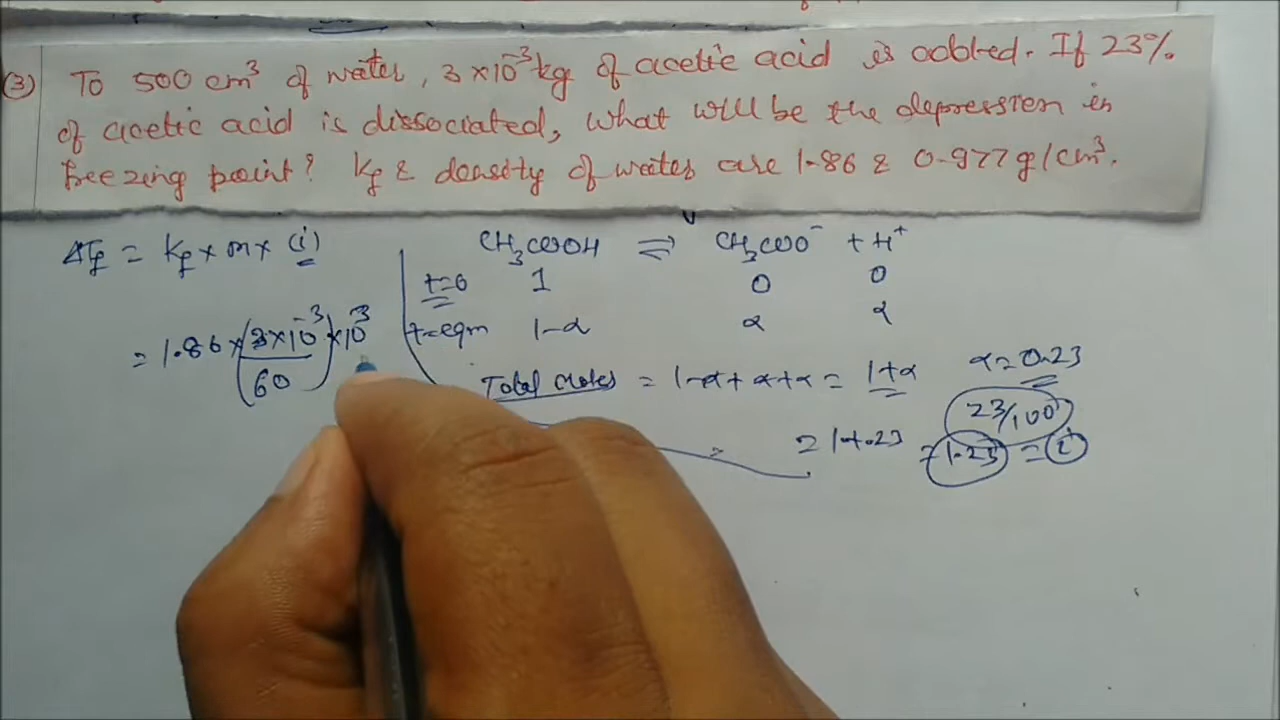 (3) To 500 cm³ of water, 3×10⁻³ kg of acetic acid is added. If 23%
of acetic acid is dissociated, what will be the depression in
freezing point? Kf & density of water are 1.86 & 0.977 g/cm³.
ΔTf = Kf × m × (i)
CH₃COOH ⇌ CH₃COO⁻ + H⁺
t=0 1 0 0
t=eqm 1-α α α
= 1.86 × (3×10⁻³/60) × 10³
Total moles = 1-α+α+α = 1+α
α=0.23
23/100
= 1+.23 = 1.23 = i